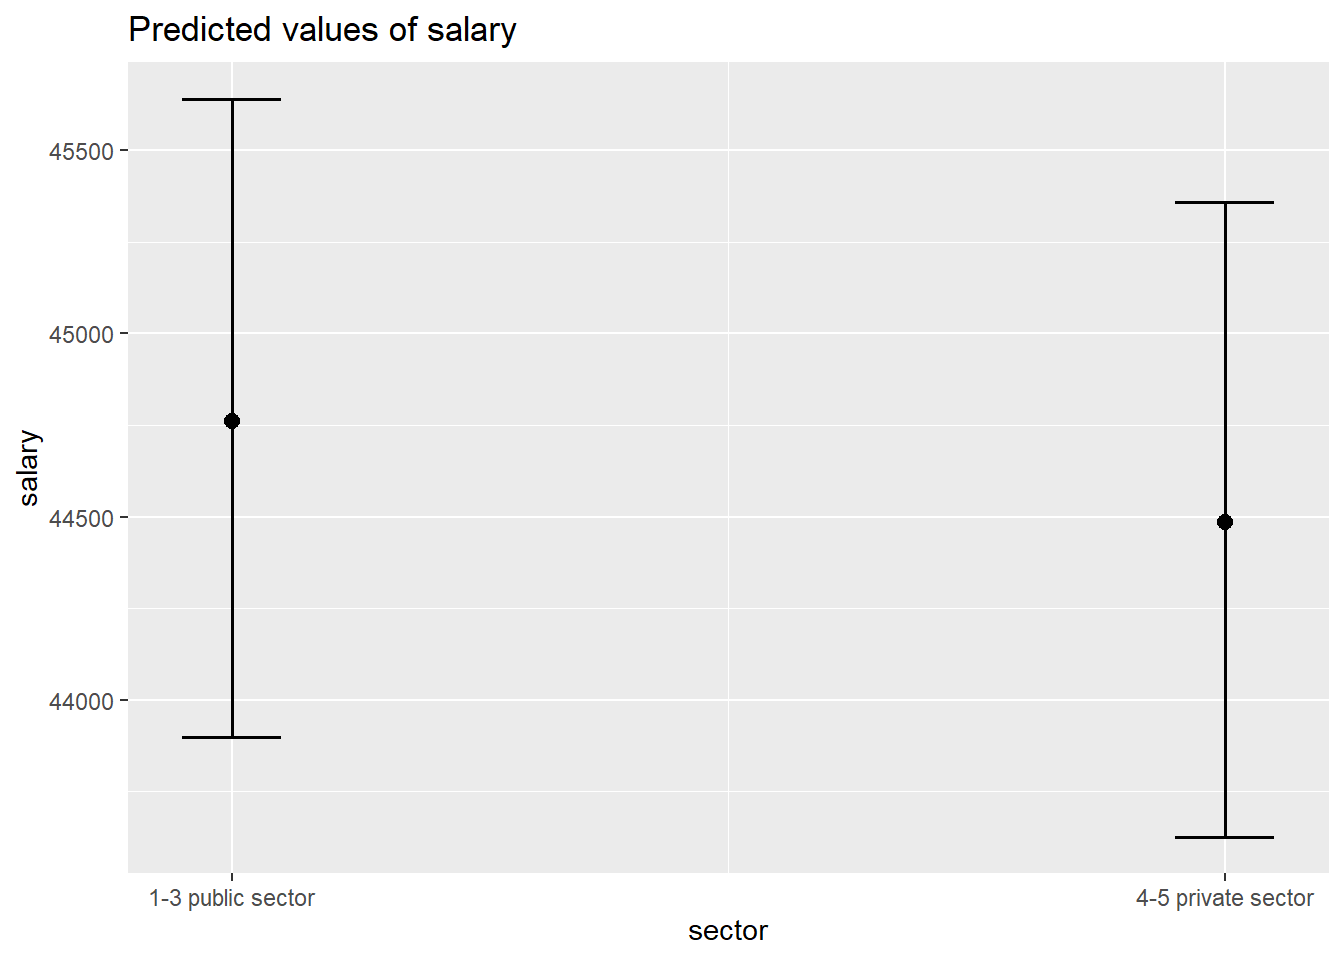 Predicted values of salary
45500
45000
44500
44000
salary
1-3 public sector
4-5 private sector
sector